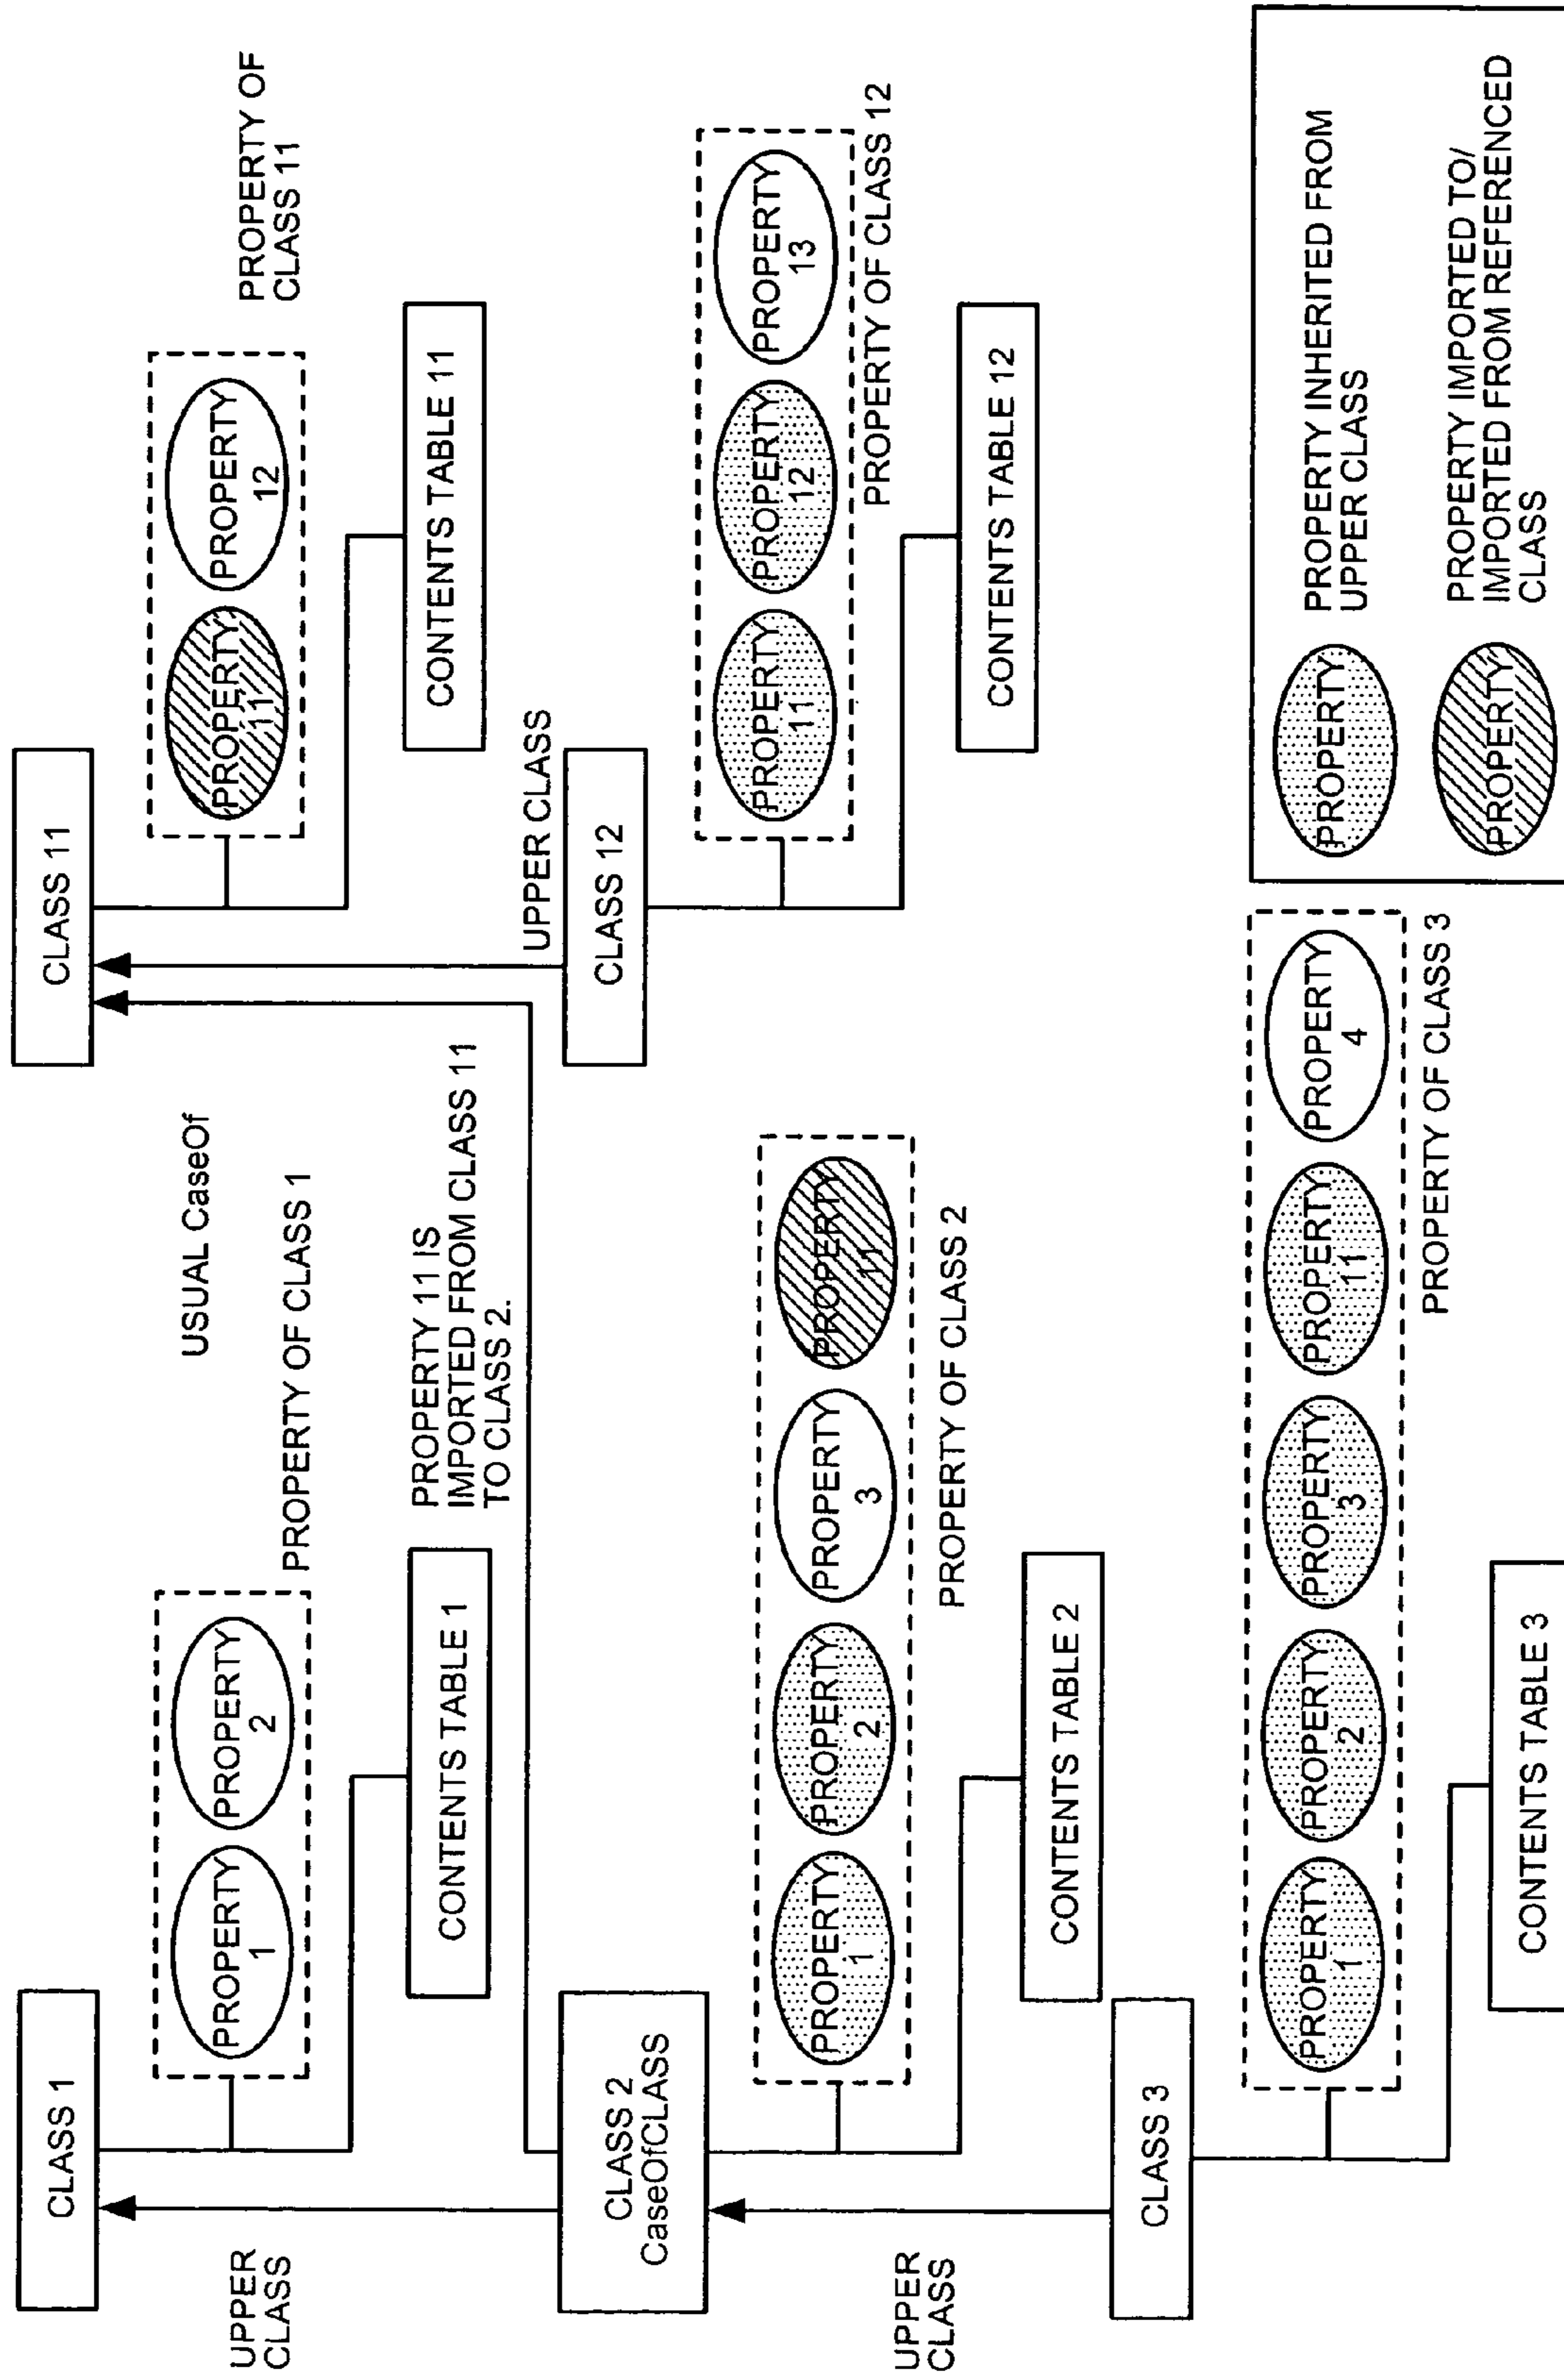 USUAL CaseOf
CLASS 1
UPPER
CLASS
PROPERTY
1
PROPERTY
2
PROPERTY OF CLASS 1
CONTENTS TABLE 1
PROPERTY 11 IS
IMPORTED FROM CLASS 11
TO CLASS 2.
CLASS 2
CaseOfCLASS
UPPER
CLASS
PROPERTY
1
PROPERTY
2
PROPERTY
3
PROPERTY
11
PROPERTY OF CLASS 2
CONTENTS TABLE 2
CLASS 3
PROPERTY
1
PROPERTY
2
PROPERTY
3
PROPERTY
11
PROPERTY
4
PROPERTY OF CLASS 3
CONTENTS TABLE 3
CLASS 11
PROPERTY
11
PROPERTY
12
PROPERTY OF
CLASS 11
CONTENTS TABLE 11
UPPER CLASS
CLASS 12
PROPERTY
11
PROPERTY
12
PROPERTY
13
PROPERTY OF CLASS 12
CONTENTS TABLE 12
PROPERTY
PROPERTY INHERITED FROM
UPPER CLASS
PROPERTY
PROPERTY IMPORTED TO/
IMPORTED FROM REFERENCED
CLASS